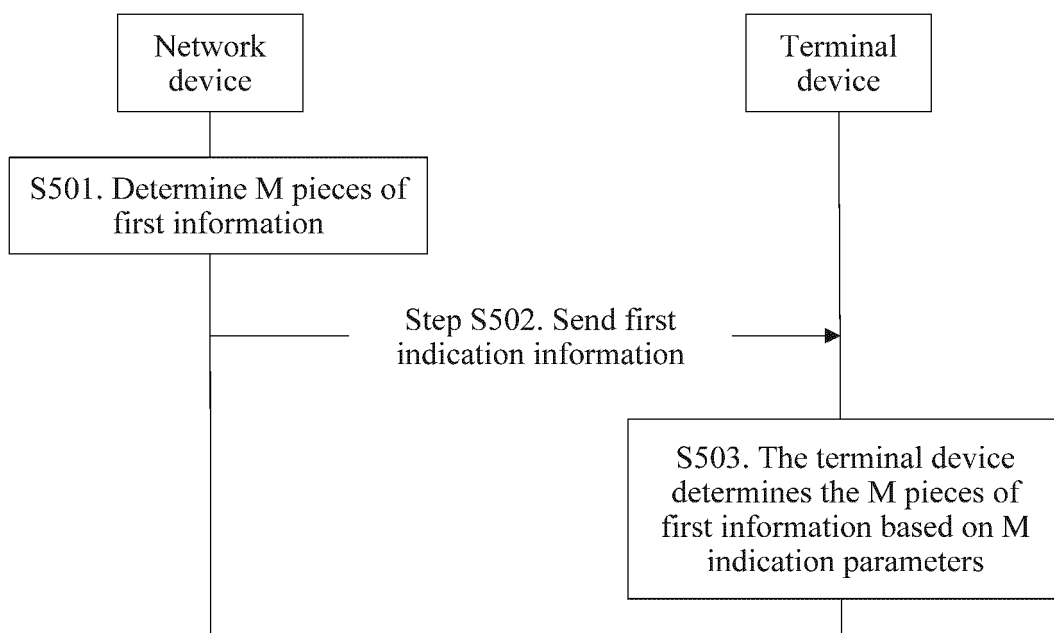 Network
device
Terminal
device
S501. Determine M pieces of
first information
Step S502. Send first
indication information
S503. The terminal device
determines the M pieces of
first information based on M
indication parameters